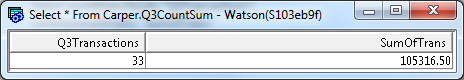 Select * From Carper.Q3CountSum - Watson(S103eb9f)
Q3Transactions SumOfTrans
33 105316.50